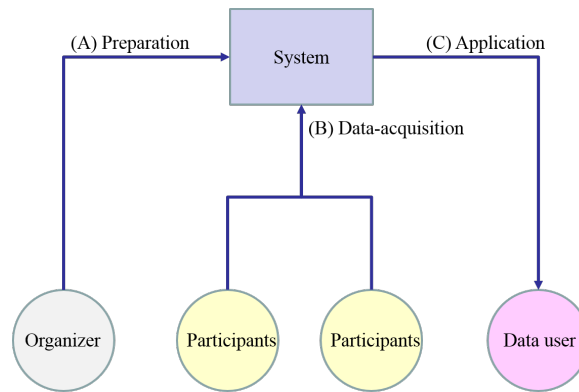 (A) Preparation
System
(C) Application
(B) Data-acquisition
Organizer
Participants
Participants
Data user